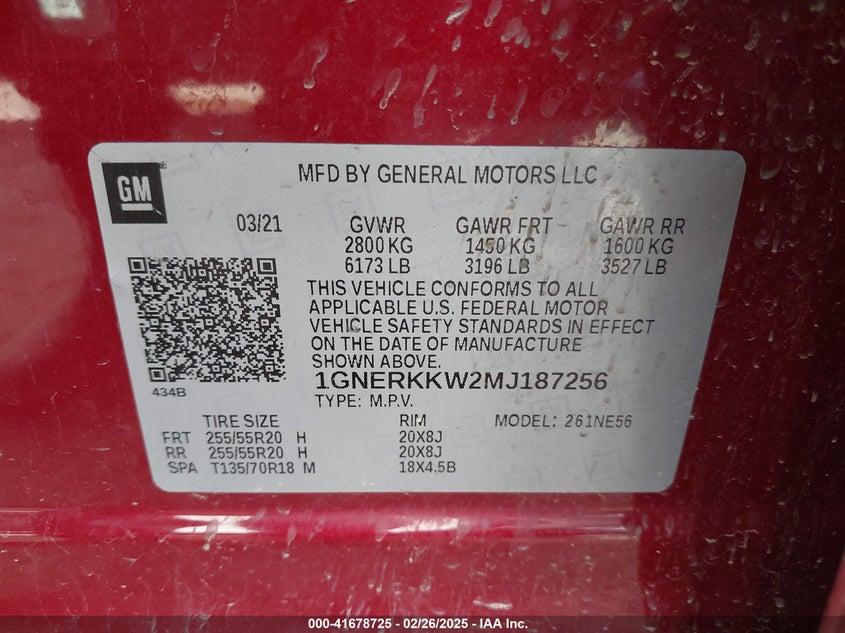 GM
MFD BY GENERAL MOTORS LLC
03/21 GVWR GAWR FRT GAWR RR
2800 KG 1450 KG 1600 KG
6173 LB 3196 LB 3527 LB
THIS VEHICLE CONFORMS TO ALL
APPLICABLE U.S. FEDERAL MOTOR
VEHICLE SAFETY STANDARDS IN EFFECT
ON THE DATE OF MANUFACTURE
SHOWN ABOVE.
1GNERKKW2MJ187256
434B
TYPE: M.P.V.
TIRE SIZE RIM MODEL: 261NE56
FRT 255/55R20 H 20X8J
RR 255/55R20 H 20X8J
SPA T135/70R18 M 18X4.5B
000-41678725 - 02/26/2025 - IAA Inc.